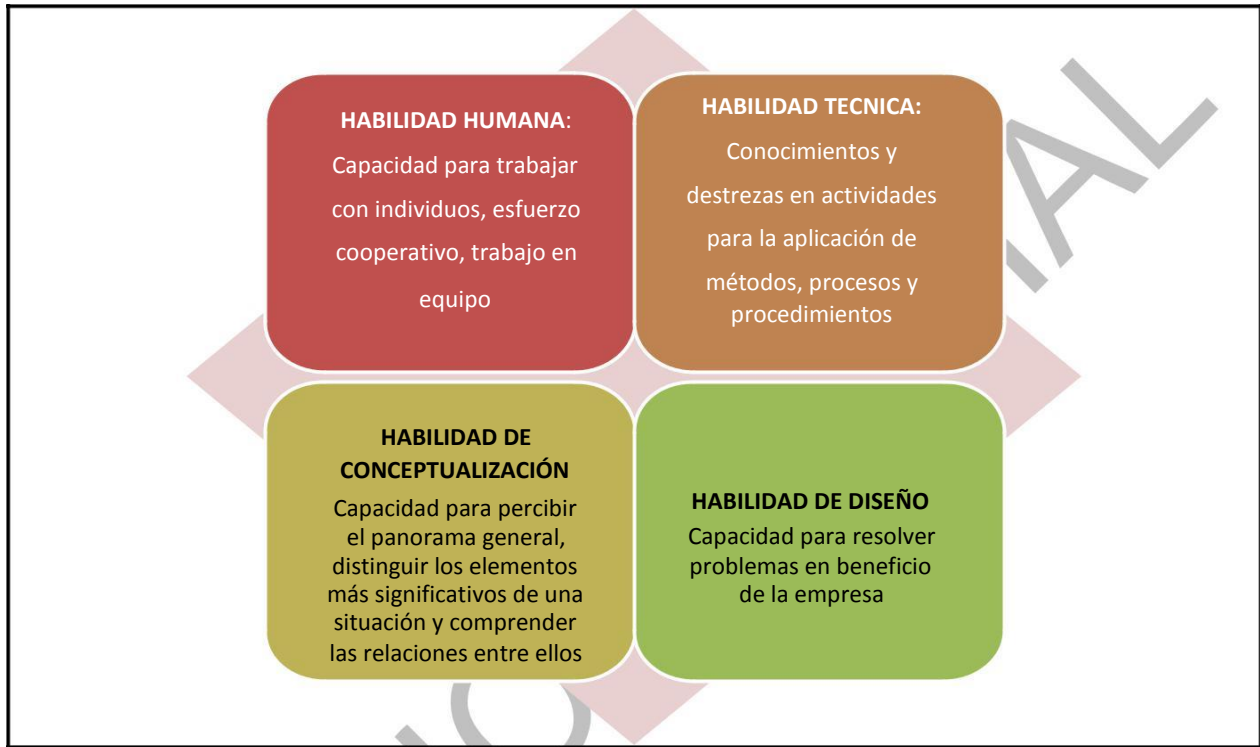 HABILIDAD HUMANA:
Capacidad para trabajar
con individuos, esfuerzo
cooperativo, trabajo en
equipo
HABILIDAD TECNICA:
Conocimientos y
destrezas en actividades
para la aplicación de
métodos, procesos y
procedimientos
HABILIDAD DE
CONCEPTUALIZACIÓN
Capacidad para percibir
el panorama general,
distinguir los elementos
más significativos de una
situación y comprender
las relaciones entre ellos
HABILIDAD DE DISEÑO
Capacidad para resolver
problemas en beneficio
de la empresa